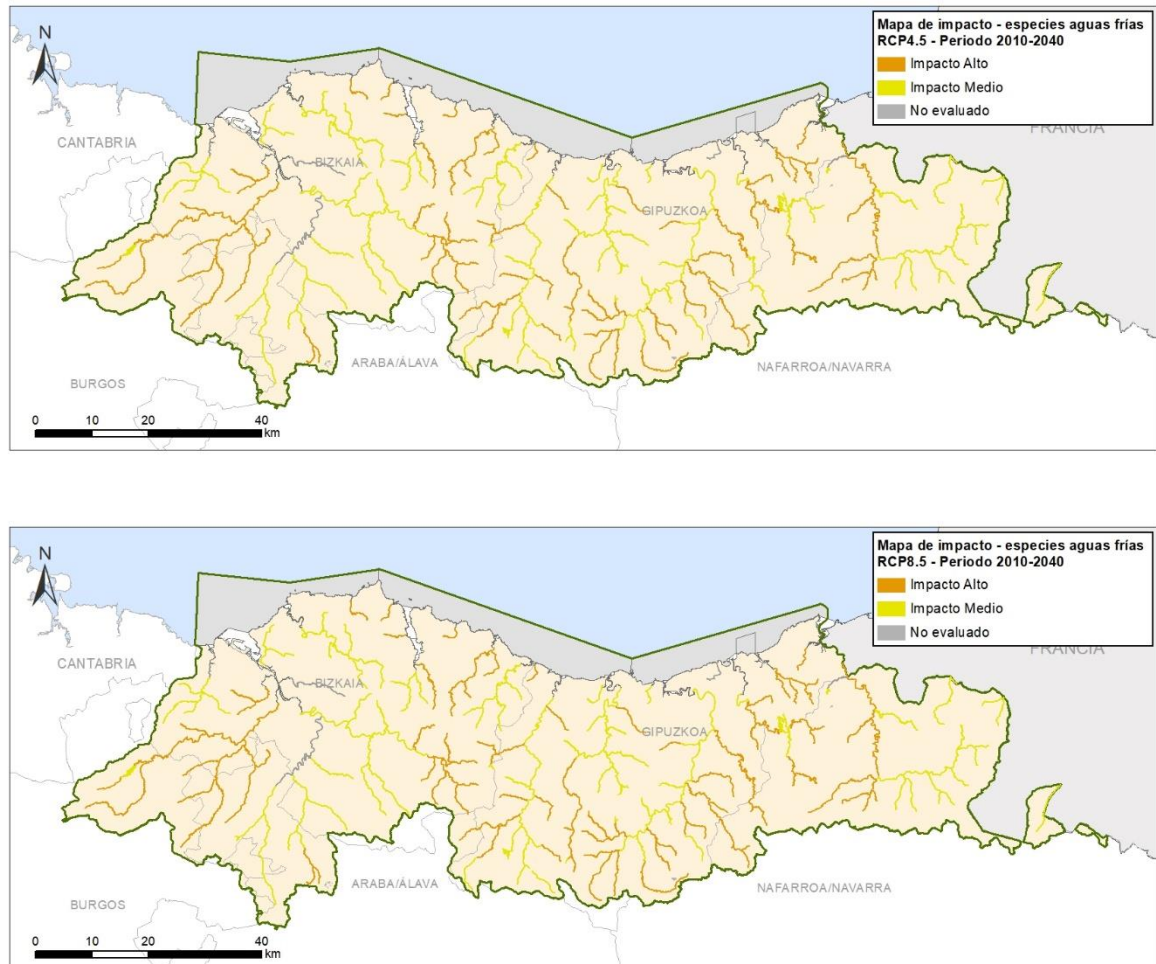 Mapa de impacto - especies aguas frías
RCP4.5 - Periodo 2010-2040
Impacto Alto
Impacto Medio
No evaluado
N
FRANCIA
CANTABRIA
BIZKAIA
GIPUZKOA
ARABA/ÁLAVA
NAFARROA/NAVARRA
BURGOS
0 10 20 40
km
Mapa de impacto - especies aguas frías
RCP8.5 - Periodo 2010-2040
Impacto Alto
Impacto Medio
No evaluado
N
FRANCIA
CANTABRIA
BIZKAIA
GIPUZKOA
ARABA/ÁLAVA
NAFARROA/NAVARRA
BURGOS
0 10 20 40
km